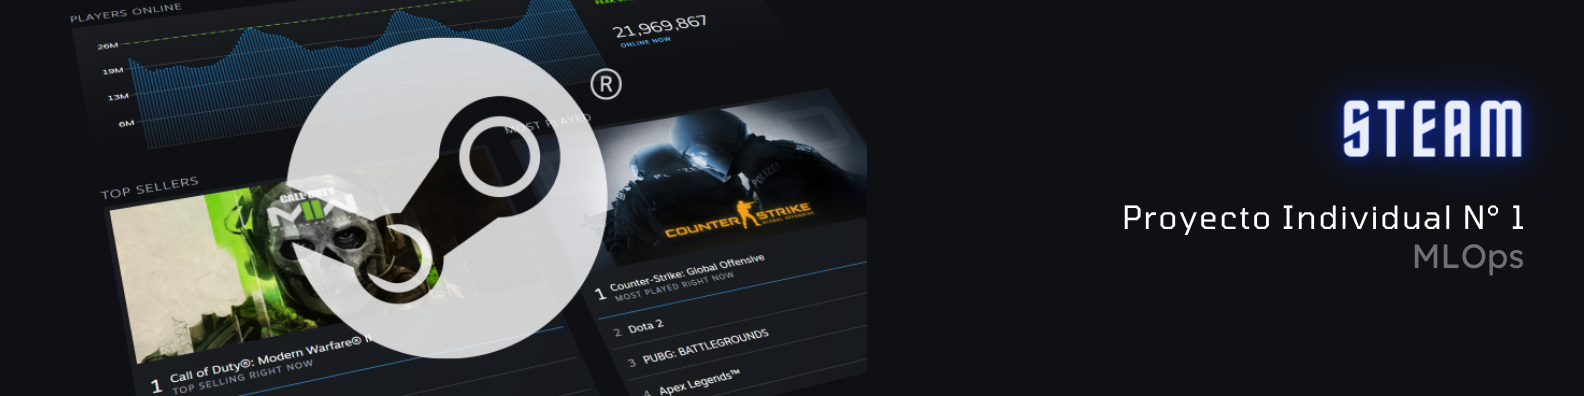 PLAYERS ONLINE
26M
19M
13M
6M
21,969,867
ONLINE NOW
®
MOST PLAYED
TOP SELLERS
CALL OF DUTY
MWII
POLIZEI
COUNTER STRIKE
GLOBAL OFFENSIVE
1 Call of Duty®: Modern Warfare® II
TOP SELLING RIGHT NOW
1 Counter-Strike: Global Offensive
MOST PLAYED RIGHT NOW
2 Dota 2
3 PUBG: BATTLEGROUNDS
4 Apex Legends™
STEAM
Proyecto Individual N° 1
MLOps